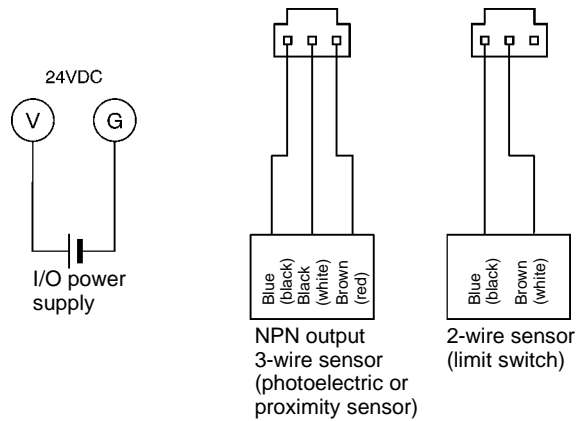 24VDC
V
G
I/O power
supply
Blue
(black)
Black
(white)
Brown
(red)
NPN output
3-wire sensor
(photoelectric or
proximity sensor)
Blue
(black)
Brown
(white)
2-wire sensor
(limit switch)